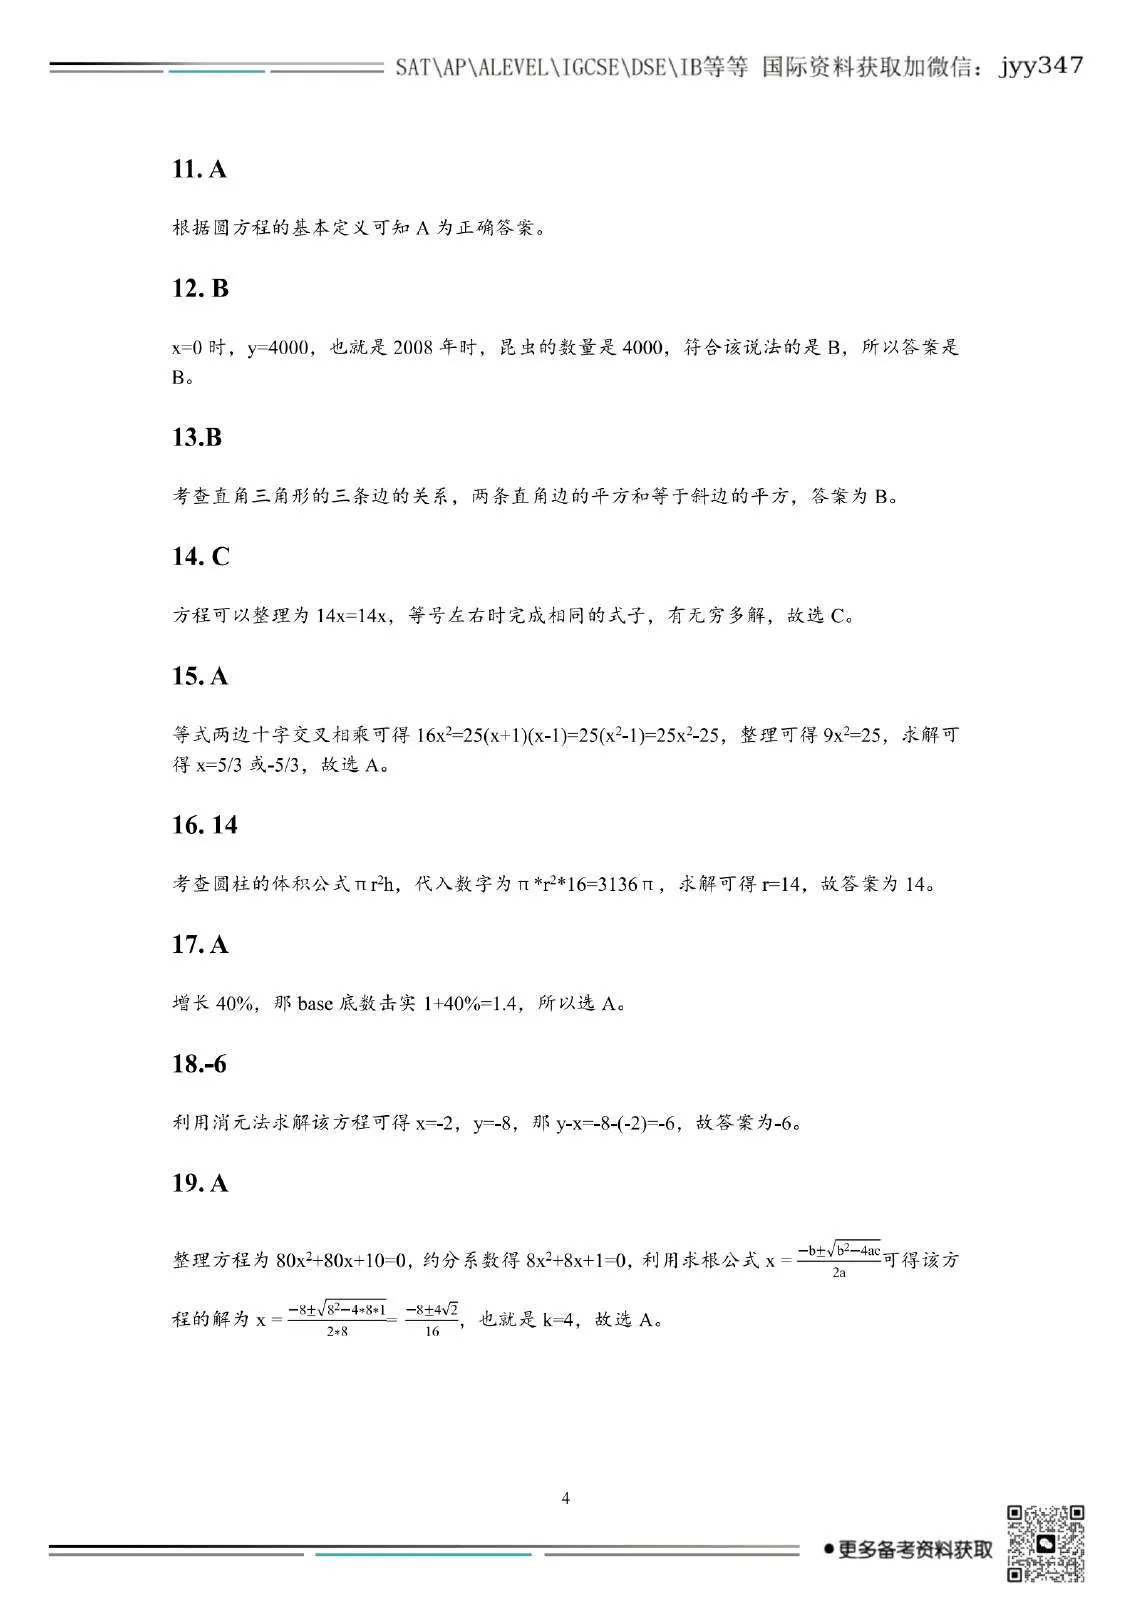 SAT\AP\ALEVEL\IGCSE\DSE\IB等等 国际资料获取加微信：jyy347
11. A
根据圆方程的基本定义可知 A 为正确答案。
12. B
x=0 时，y=4000，也就是 2008 年时，昆虫的数量是 4000，符合该说法的是 B，所以答案是
B。
13.B
考查直角三角形的三条边的关系，两条直角边的平方和等于斜边的平方，答案为 B。
14. C
方程可以整理为 14x=14x，等号左右时完成相同的式子，有无穷多解，故选 C。
15. A
等式两边十字交叉相乘可得 16x²=25(x+1)(x-1)=25(x²-1)=25x²-25，整理可得 9x²=25，求解可
得 x=5/3 或-5/3，故选 A。
16. 14
考查圆柱的体积公式πr²h，代入数字为π*r²*16=3136π，求解可得 r=14，故答案为 14。
17. A
增长 40%，那 base 底数击实 1+40%=1.4，所以选 A。
18.-6
利用消元法求解该方程可得 x=-2，y=-8，那 y-x=-8-(-2)=-6，故答案为-6。
19. A
整理方程为 80x²+80x+10=0，约分系数得 8x²+8x+1=0，利用求根公式 x = (−b±√(b²−4ac))/2a 可得该方
程的解为 x = (−8±√(8²−4*8*1))/(2*8) = (−8±4√2)/16，也就是 k=4，故选 A。
4
●更多备考资料获取